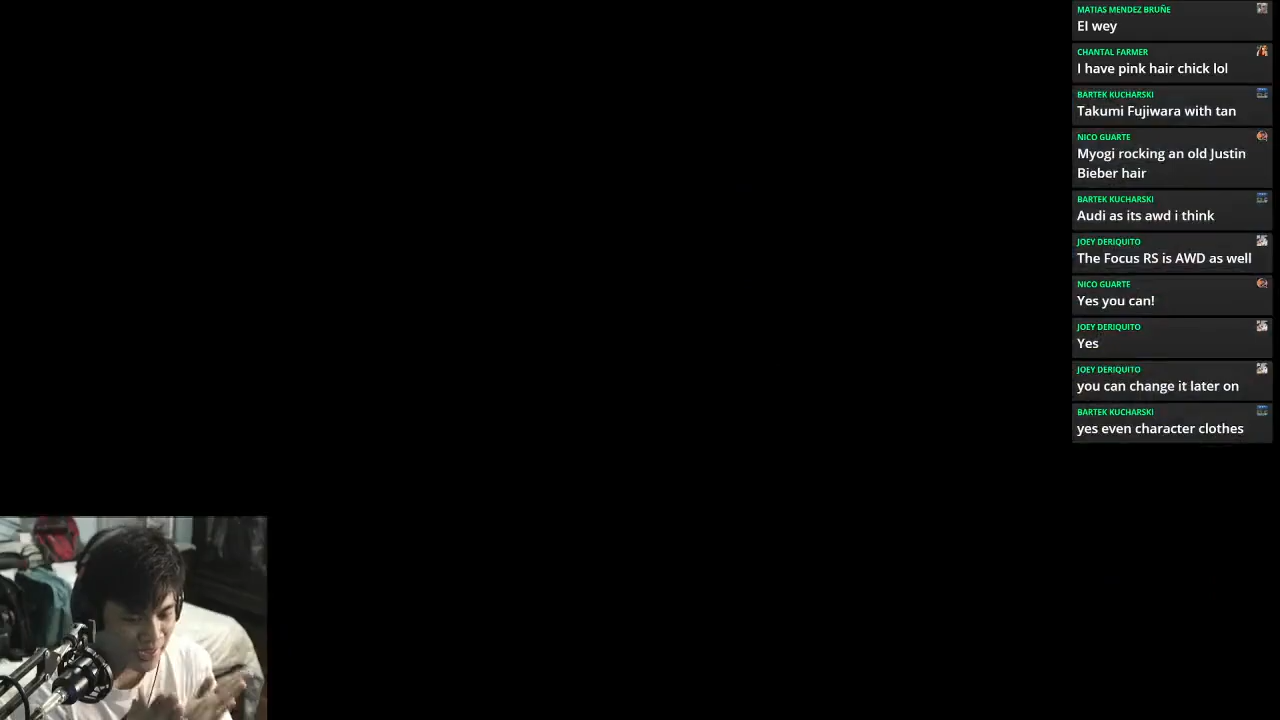 MATIAS MENDEZ BRUÑE
El wey
CHANTAL FARMER
I have pink hair chick lol
BARTEK KUCHARSKI
Takumi Fujiwara with tan
NICO GUARTE
Myogi rocking an old Justin
Bieber hair
BARTEK KUCHARSKI
Audi as its awd i think
JOEY DERIQUITO
The Focus RS is AWD as well
NICO GUARTE
Yes you can!
JOEY DERIQUITO
Yes
JOEY DERIQUITO
you can change it later on
BARTEK KUCHARSKI
yes even character clothes